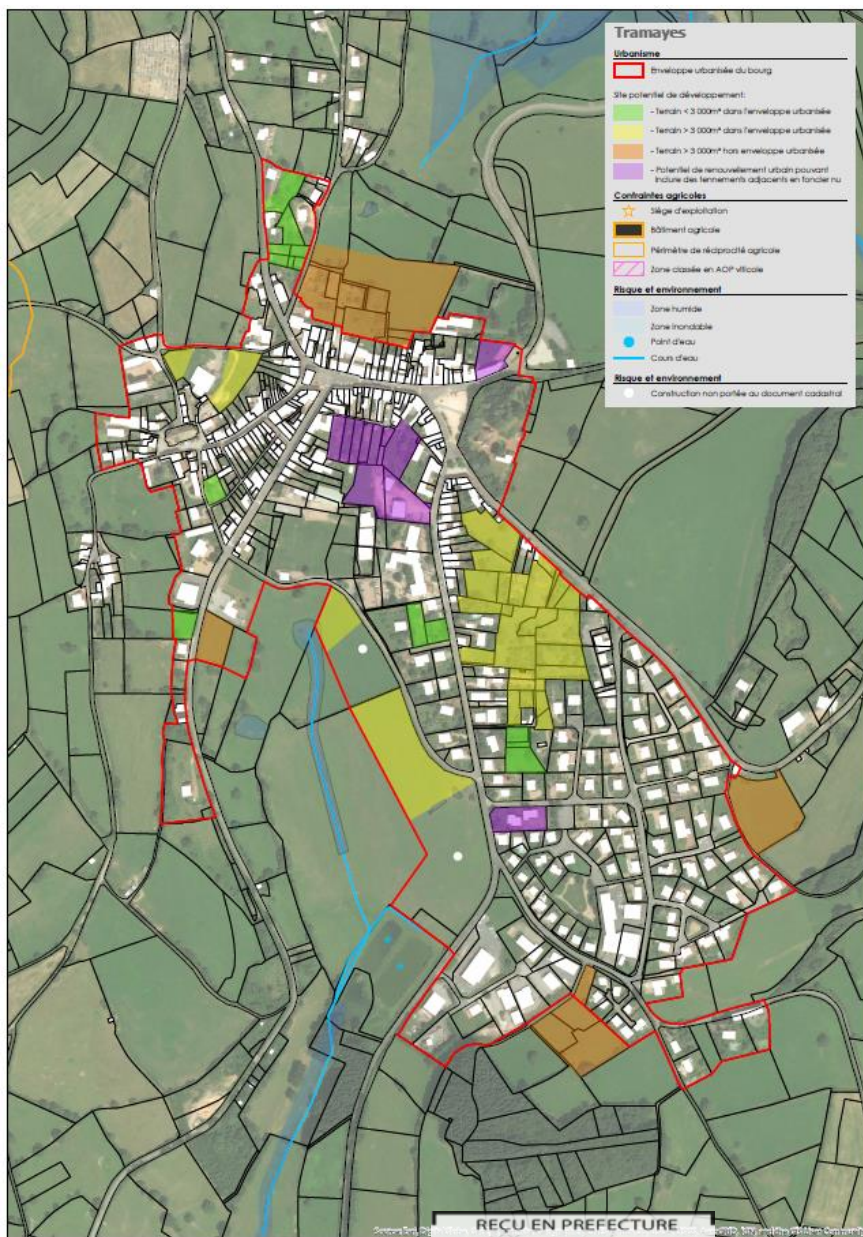 Tramayes
Urbanisme
Enveloppe urbanisée du bourg
Site potentiel de développement:
- Terrain < 3 000m² dans l'enveloppe urbanisée
- Terrain > 3 000m² dans l'enveloppe urbanisée
- Terrain > 3 000m² hors enveloppe urbanisée
- Potentiel de renouvellement urbain pouvant
inclure des tennements adjacents en foncier nu
Contraintes agricoles
Siège d'exploitation
Bâtiment agricole
Périmètre de réciprocité agricole
Zone classée en AOP viticole
Risque et environnement
Zone humide
Zone inondable
Point d'eau
Cours d'eau
Risque et environnement
Construction non portée au document cadastral
REÇU EN PREFECTURE